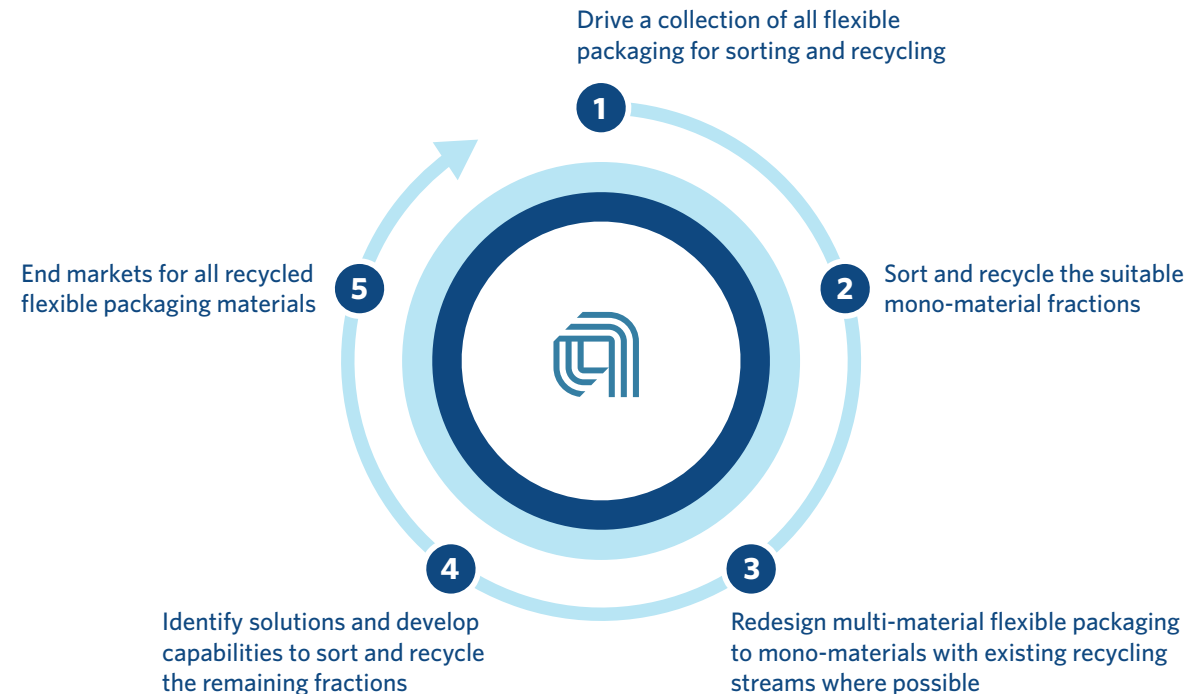 Drive a collection of all flexible
packaging for sorting and recycling
1
2
Sort and recycle the suitable
mono-material fractions
3
Redesign multi-material flexible packaging
to mono-materials with existing recycling
streams where possible
4
Identify solutions and develop
capabilities to sort and recycle
the remaining fractions
5
End markets for all recycled
flexible packaging materials